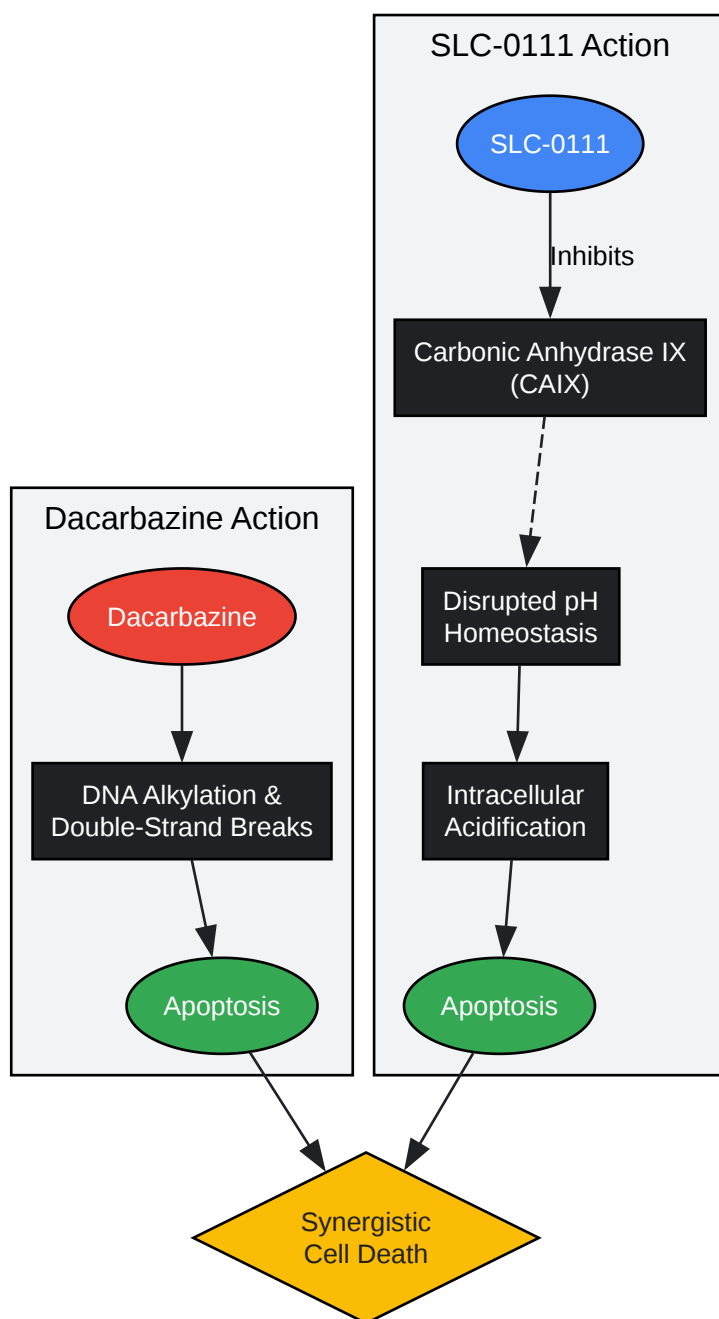 SLC-0111 Action
SLC-0111
Inhibits
Carbonic Anhydrase IX
(CAIX)
Disrupted pH
Homeostasis
Intracellular
Acidification
Apoptosis
Dacarbazine Action
Dacarbazine
DNA Alkylation &
Double-Strand Breaks
Apoptosis
Synergistic
Cell Death